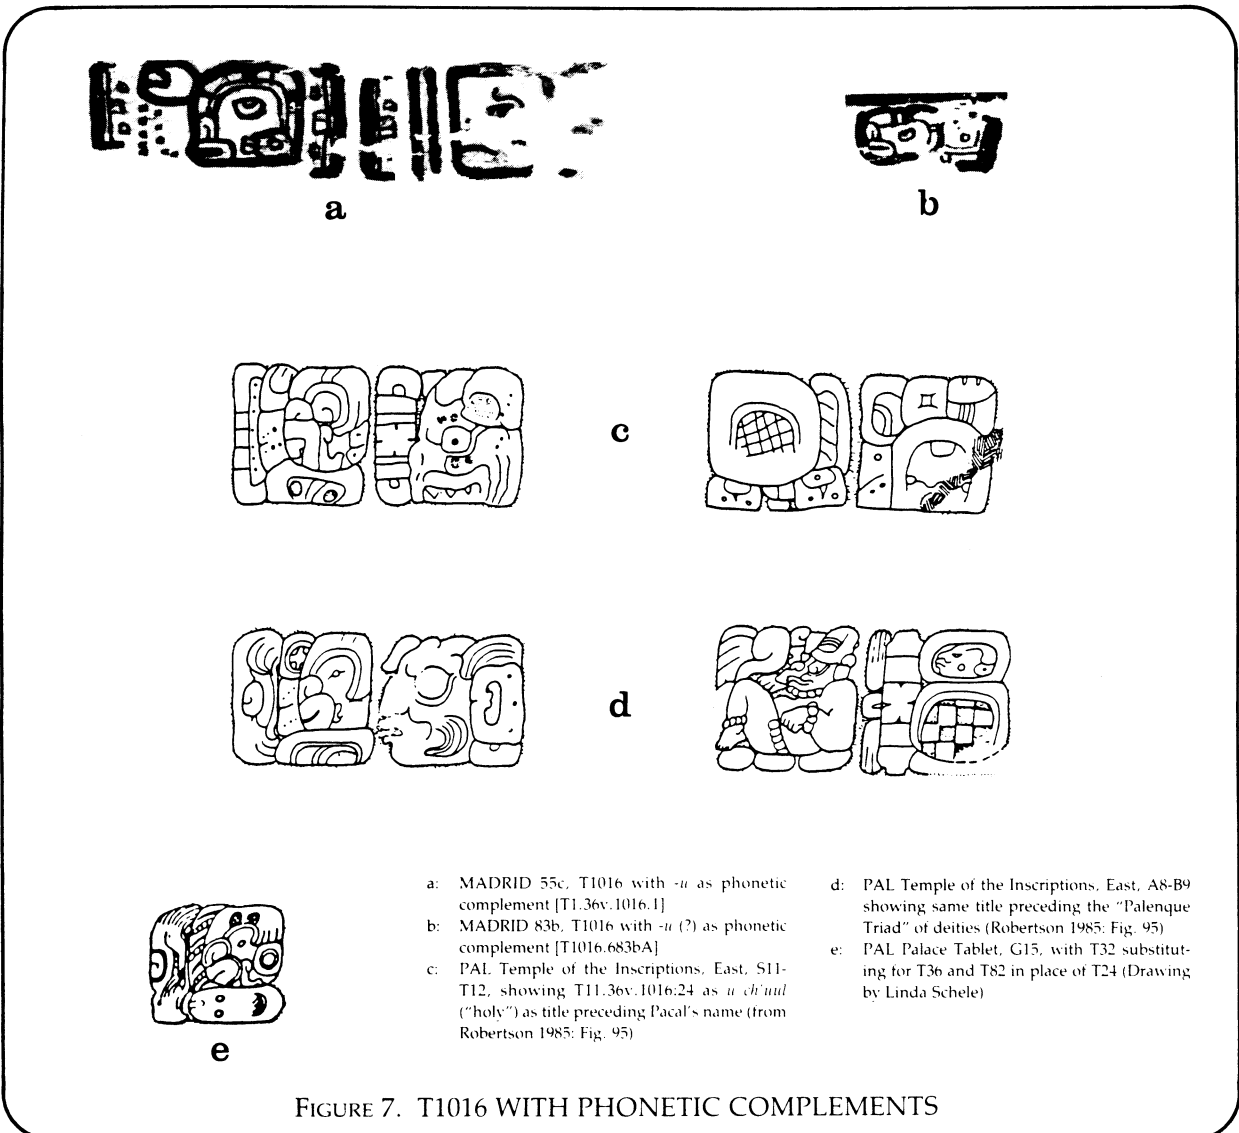 a
b
c
d
a: MADRID 55c, T1016 with -u as phonetic
complement [T1.36v.1016.1]
b: MADRID 83b, T1016 with -u (?) as phonetic
complement [T1016.683bA]
c: PAL Temple of the Inscriptions, East, S11-
T12, showing T11.36v.1016:24 as u ch'uul
("holy") as title preceding Pacal's name (from
Robertson 1985: Fig. 95)
d: PAL Temple of the Inscriptions, East, A8-B9
showing same title preceding the "Palenque
Triad" of deities (Robertson 1985: Fig. 95)
e: PAL Palace Tablet, G15, with T32 substitut-
ing for T36 and T82 in place of T24 (Drawing
by Linda Schele)
e
FIGURE 7. T1016 WITH PHONETIC COMPLEMENTS